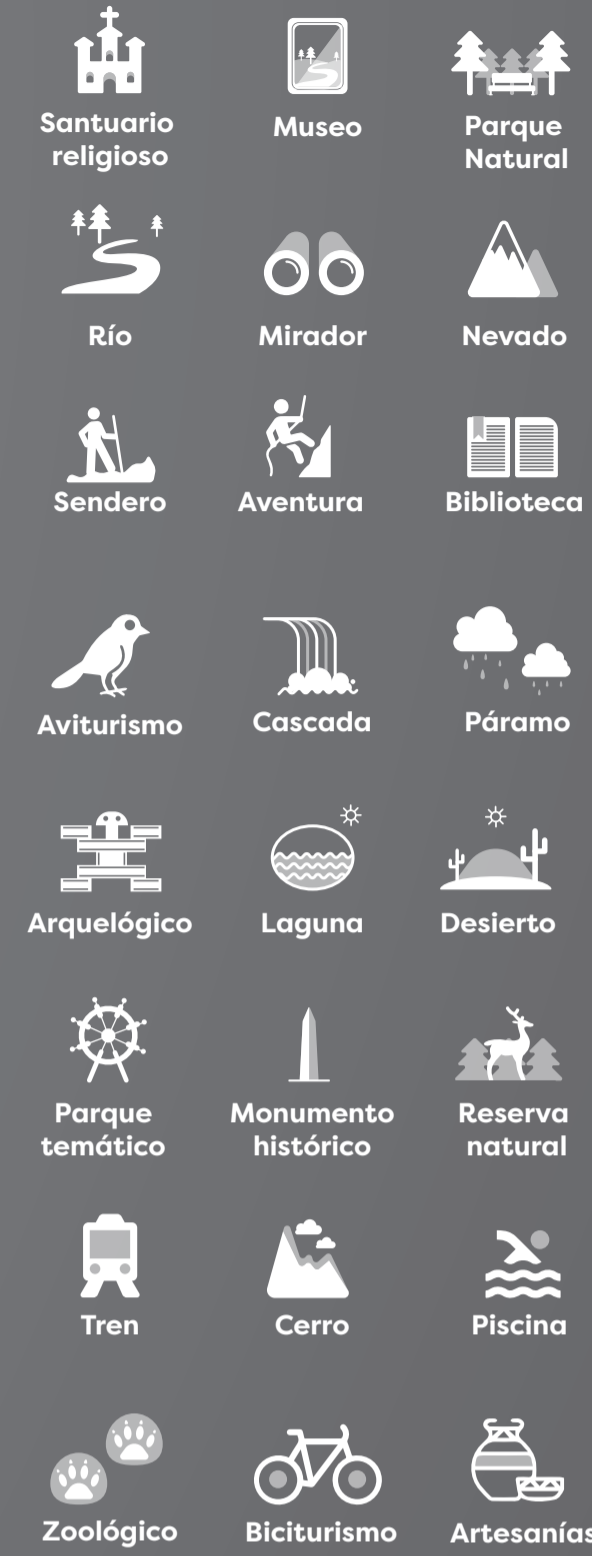 Santuario
religioso
Museo
Parque
Natural
Río
Mirador
Nevado
Sendero
Aventura
Biblioteca
Aviturismo
Cascada
Páramo
Arquelógico
Laguna
Desierto
Parque
temático
Monumento
histórico
Reserva
natural
Tren
Cerro
Piscina
Zoológico
Biciturismo
Artesanías